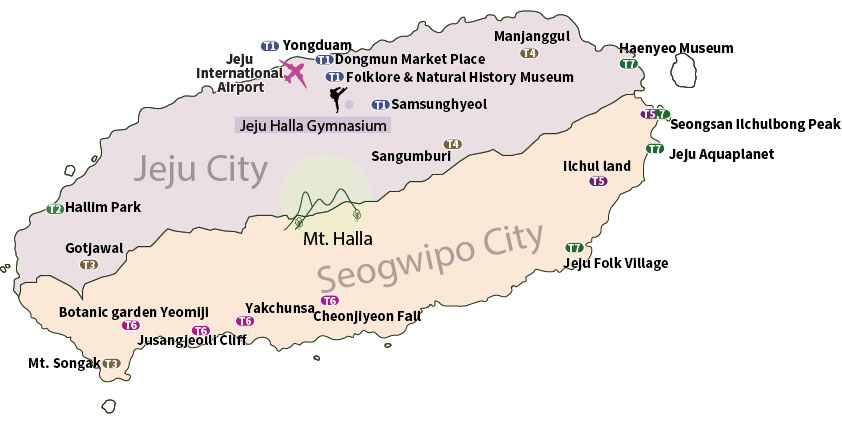 Manjanggul
T4
T1 Yongduam
Haenyeo Museum
T7
Jeju
International
Airport
T1 Dongmun Market Place
T1 Folklore & Natural History Museum
T1 Samsunghyeol
Jeju Halla Gymnasium
T5 7
Seongsan Ilchulbong Peak
T4
Sangumburi
T7 Jeju Aquaplanet
Jeju City
Ilchul land
T5
T2 Hallim Park
Mt. Halla
Seogwipo City
Gotjawal
T3
T7
Jeju Folk Village
Botanic garden Yeomiji
T6
Jusangjeolli Cliff
T6
Yakchunsa
T6
T6
Cheonjiyeon Fall
Mt. Songak T3